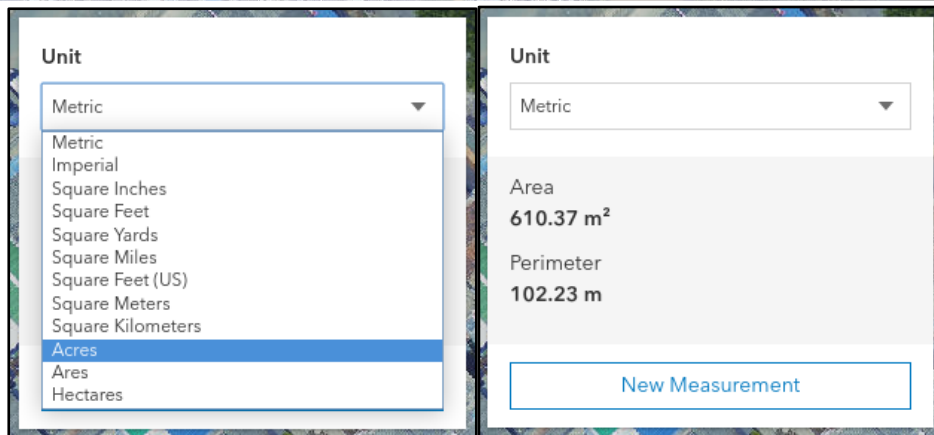 Unit
Metric
Metric
Imperial
Square Inches
Square Feet
Square Yards
Square Miles
Square Feet (US)
Square Meters
Square Kilometers
Acres
Ares
Hectares
Unit
Metric
Area
610.37 m²
Perimeter
102.23 m
New Measurement